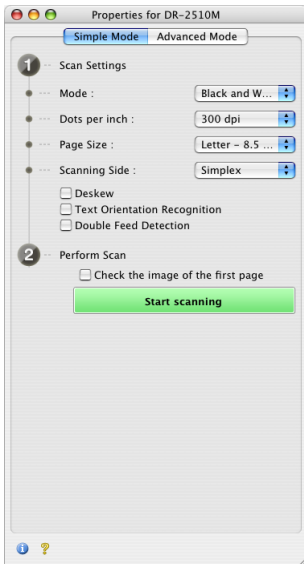 Properties for DR-2510M
Simple Mode Advanced Mode
1 Scan Settings
Mode : Black and W...
Dots per inch : 300 dpi
Page Size : Letter - 8.5 ...
Scanning Side : Simplex
Deskew
Text Orientation Recognition
Double Feed Detection
2 Perform Scan
Check the image of the first page
Start scanning